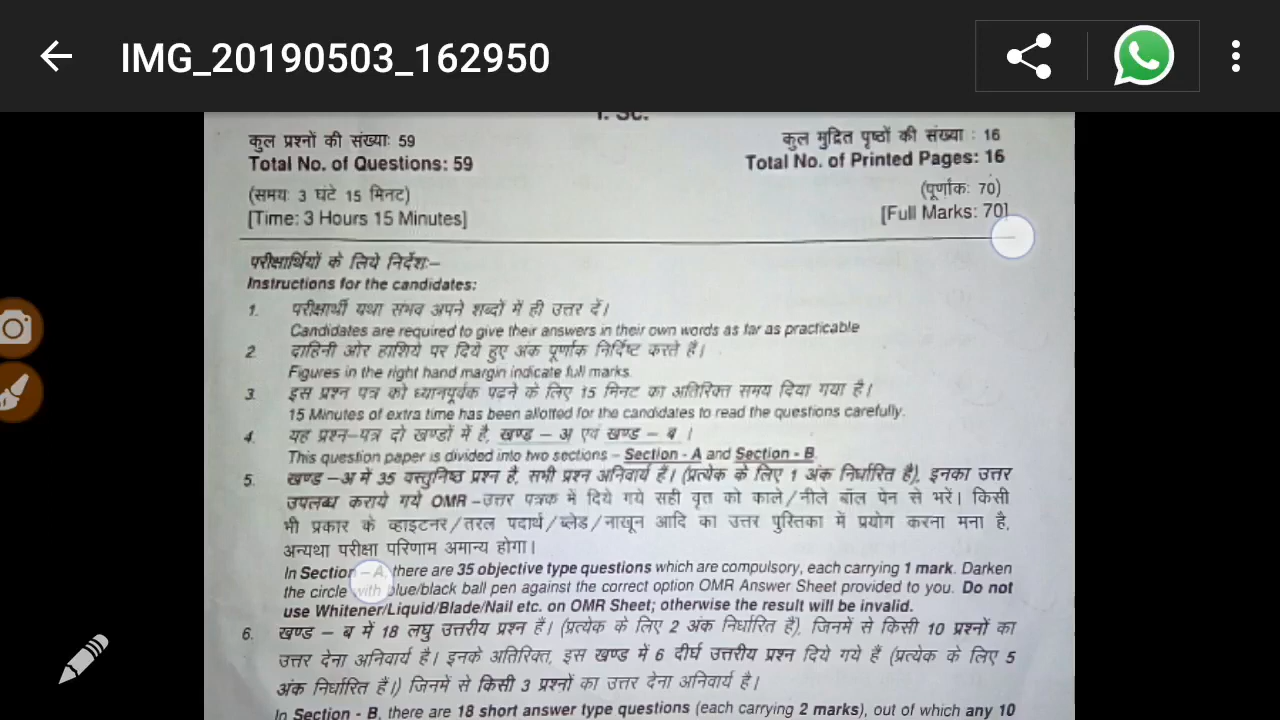 IMG_20190503_162950
I. Sc.
कुल प्रश्नों की संख्याः 59
कुल मुद्रित पृष्ठों की संख्या : 16
Total No. of Questions: 59
Total No. of Printed Pages: 16
(समयः 3 घंटे 15 मिनट)
(पूर्णांकः 70)
[Time: 3 Hours 15 Minutes]
[Full Marks: 70]
परीक्षार्थियों के लिये निर्देशः–
Instructions for the candidates:
1. परीक्षार्थी यथा संभव अपने शब्दों में ही उत्तर दें।
Candidates are required to give their answers in their own words as far as practicable
2. दाहिनी ओर हाशिये पर दिये हुए अंक पूर्णांक निर्दिष्ट करते हैं।
Figures in the right hand margin indicate full marks.
3. इस प्रश्न पत्र को ध्यानपूर्वक पढने के लिए 15 मिनट का अतिरिक्त समय दिया गया है।
15 Minutes of extra time has been allotted for the candidates to read the questions carefully.
4. यह प्रश्न–पत्र दो खण्डों में है, खण्ड – अ एवं खण्ड – ब ।
This question paper is divided into two sections – Section - A and Section - B.
5. खण्ड –अ में 35 वस्तुनिष्ठ प्रश्न है, सभी प्रश्न अनिवार्य हैं। (प्रत्येक के लिए 1 अंक निर्धारित है), इनका उत्तर
उपलब्ध कराये गये OMR –उत्तर पत्रक में दिये गये सही वृत्त को काले/नीले बॉल पेन से भरें। किसी
भी प्रकार के व्हाइटनर/तरल पदार्थ/ब्लेड/नाखून आदि का उत्तर पुस्तिका में प्रयोग करना मना है,
अन्यथा परीक्षा परिणाम अमान्य होगा।
In Section – A, there are 35 objective type questions which are compulsory, each carrying 1 mark. Darken
the circle with blue/black ball pen against the correct option OMR Answer Sheet provided to you. Do not
use Whitener/Liquid/Blade/Nail etc. on OMR Sheet; otherwise the result will be invalid.
6. खण्ड – ब में 18 लघु उत्तरीय प्रश्न हैं। (प्रत्येक के लिए 2 अंक निर्धारित है), जिनमें से किसी 10 प्रश्नों का
उत्तर देना अनिवार्य है। इनके अतिरिक्त, इस खण्ड में 6 दीर्घ उत्तरीय प्रश्न दिये गये हैं (प्रत्येक के लिए 5
अंक निर्धारित है।) जिनमें से किसी 3 प्रश्नों का उत्तर देना अनिवार्य है।
In Section - B, there are 18 short answer type questions (each carrying 2 marks), out of which any 10